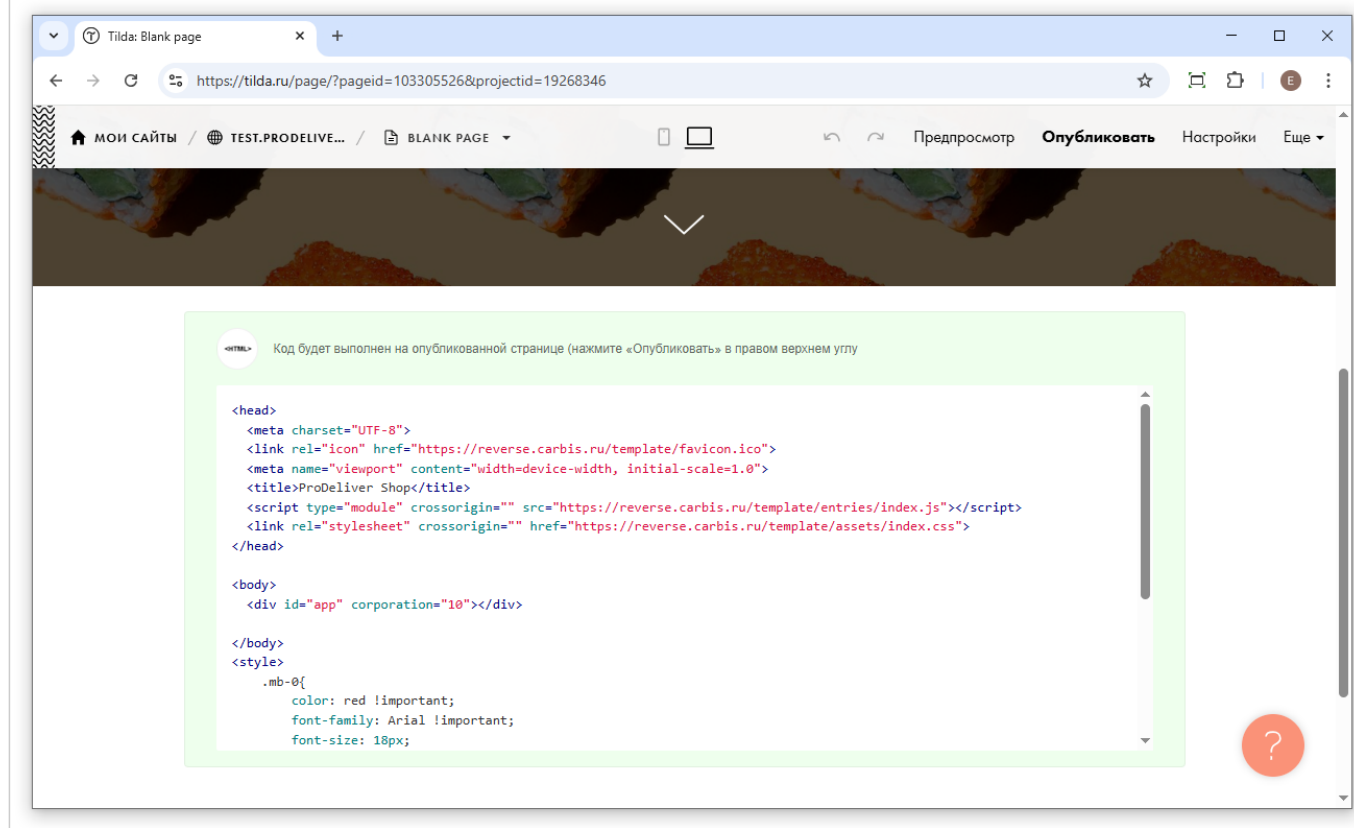 Tilda: Blank page
https://tilda.ru/page/?pageid=103305526&projectid=19268346
E
МОИ САЙТЫ / TEST.PRODELIVE... / BLANK PAGE
Предпросмотр Опубликовать Настройки Еще
<HTML> Код будет выполнен на опубликованной странице (нажмите «Опубликовать» в правом верхнем углу
<head>
<meta charset="UTF-8">
<link rel="icon" href="https://reverse.carbis.ru/template/favicon.ico">
<meta name="viewport" content="width=device-width, initial-scale=1.0">
<title>ProDeliver Shop</title>
<script type="module" crossorigin="" src="https://reverse.carbis.ru/template/entries/index.js"></script>
<link rel="stylesheet" crossorigin="" href="https://reverse.carbis.ru/template/assets/index.css">
</head>
<body>
<div id="app" corporation="10"></div>
</body>
<style>
.mb-0{
color: red !important;
font-family: Arial !important;
font-size: 18px;
?